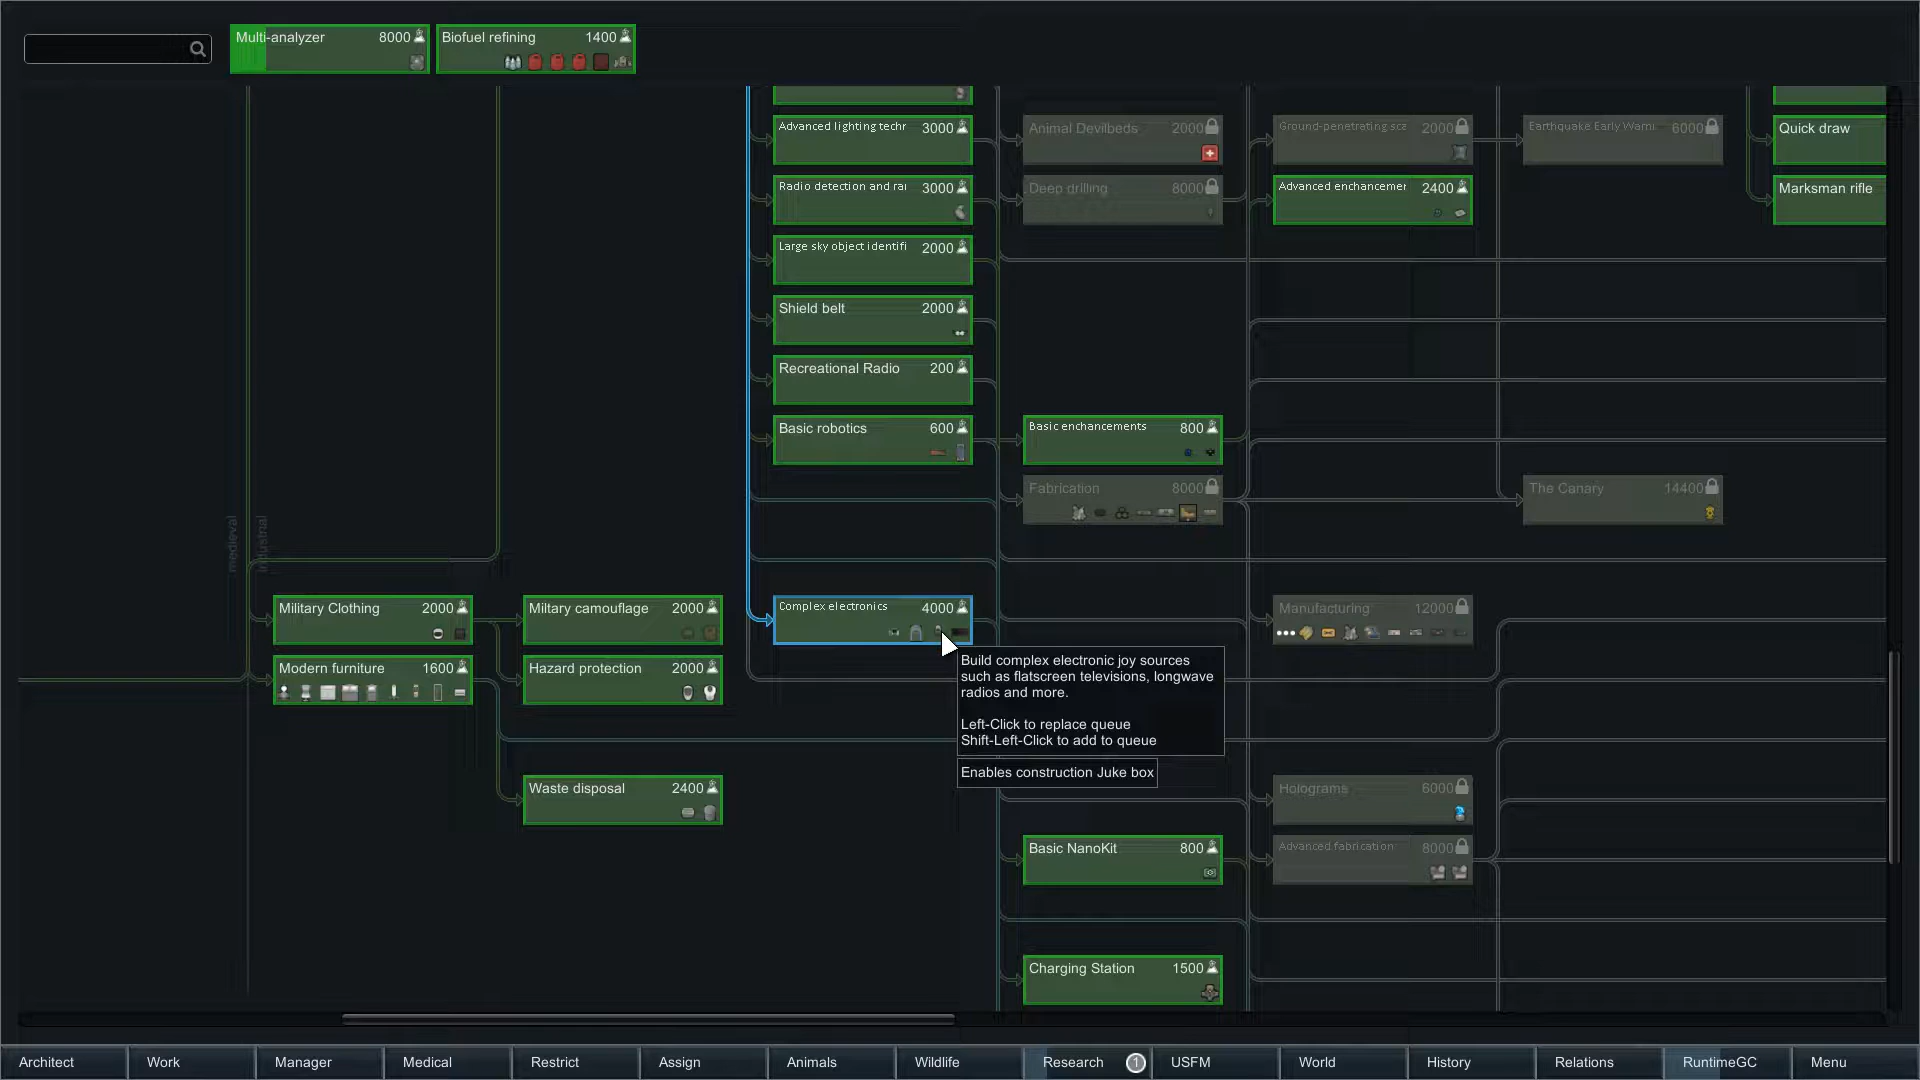 Multi-analyzer 8000
Biofuel refining 1400
Advanced lighting techr 3000
Animal Devilbeds 2000
Ground-penetrating sca 2000
Earthquake Early Warni 6000
Quick draw
Radio detection and rar 3000
Deep drilling 8000
Advanced enchancemer 2400
Marksman rifle
Large sky object identifi 2000
Shield belt 2000
Recreational Radio 200
Basic robotics 600
Basic enchancements 800
Fabrication 8000
The Canary 14400
medieval
industrial
Military Clothing 2000
Miltary camouflage 2000
Complex electronics 4000
Manufacturing 12000
Modern furniture 1600
Hazard protection 2000
Build complex electronic joy sources
such as flatscreen televisions, longwave
radios and more.
Left-Click to replace queue
Shift-Left-Click to add to queue
Enables construction Juke box
Waste disposal 2400
Holograms 6000
Basic NanoKit 800
Advanced fabrication 8000
Charging Station 1500
Architect
Work
Manager
Medical
Restrict
Assign
Animals
Wildlife
Research 1
USFM
World
History
Relations
RuntimeGC
Menu